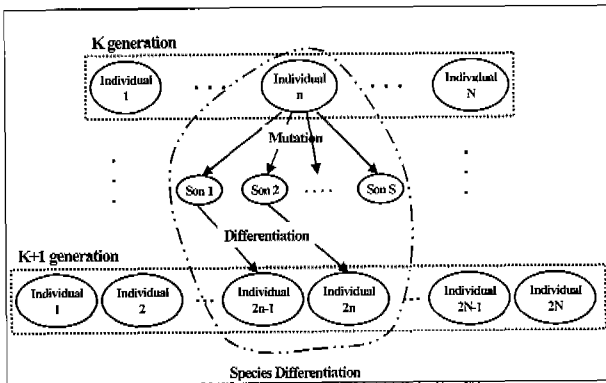 K generation
Individual 1 . . . Individual n . . . Individual N
Mutation
Son 1 Son 2 .... Son S
Differentiation
K+1 generation
Individual 1 Individual 2 ... Individual 2n-1 Individual 2n ... Individual 2N-1 Individual 2N
Species Differentiation